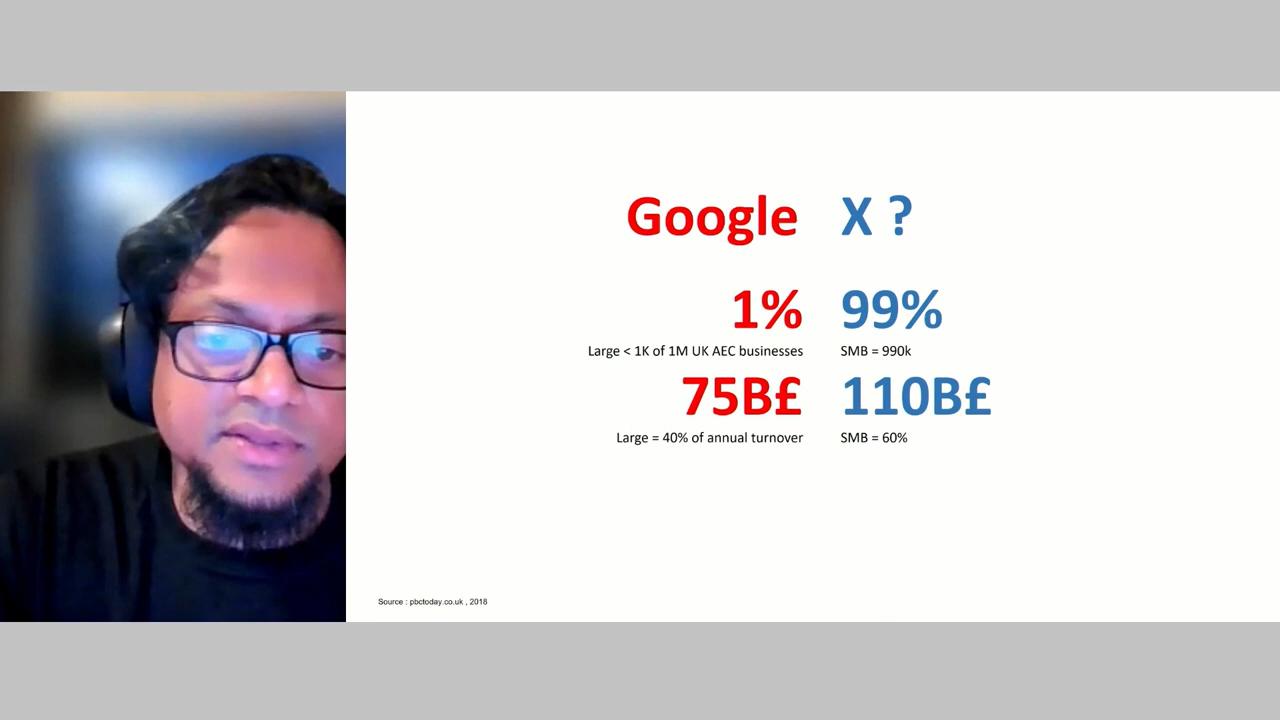 Google X ?
1% 99%
Large < 1K of 1M UK AEC businesses SMB = 990k
75B£ 110B£
Large = 40% of annual turnover SMB = 60%
Source : pbctoday.co.uk , 2018